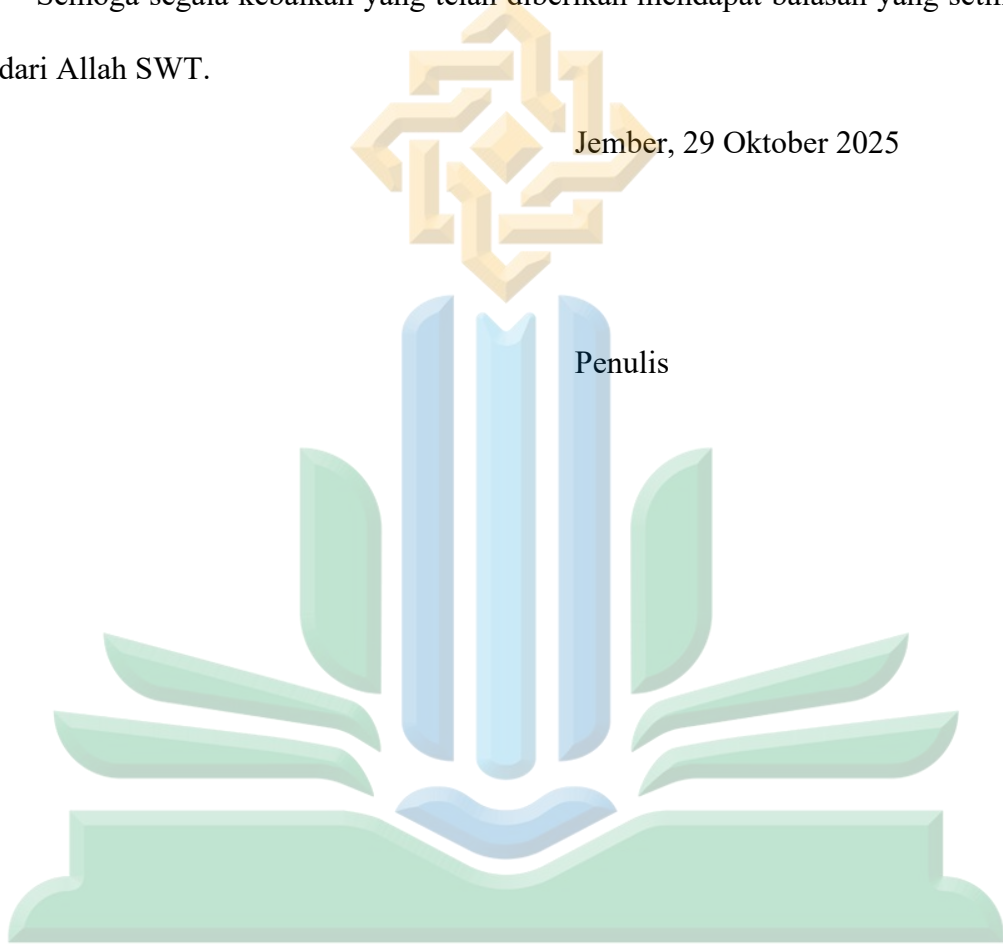 Semoga segala kebaikan yang telah diberikan mendapat balasan yang
dari Allah SWT.
Jember, 29 Oktober 2025
Penulis